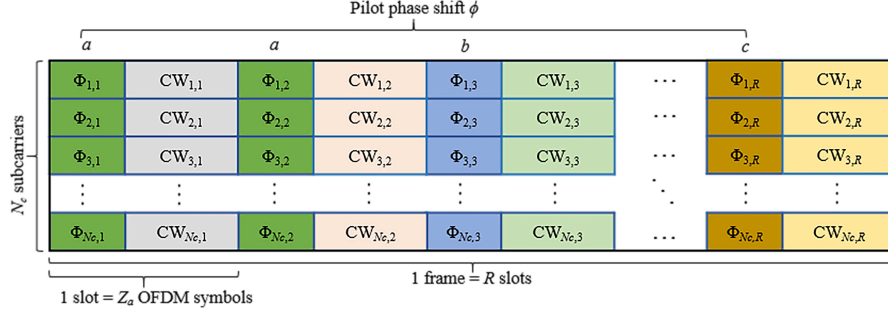 Pilot phase shift ϕ
a a b c
Φ1,1 CW1,1 Φ1,2 CW1,2 Φ1,3 CW1,3 ... Φ1,R CW1,R
Φ2,1 CW2,1 Φ2,2 CW2,2 Φ2,3 CW2,3 ... Φ2,R CW2,R
Φ3,1 CW3,1 Φ3,2 CW3,2 Φ3,3 CW3,3 ... Φ3,R CW3,R
ΦNc,1 CWNc,1 ΦNc,2 CWNc,2 ΦNc,3 CWNc,3 ... ΦNc,R CWNc,R
Nc subcarriers
1 frame = R slots
1 slot = Za OFDM symbols